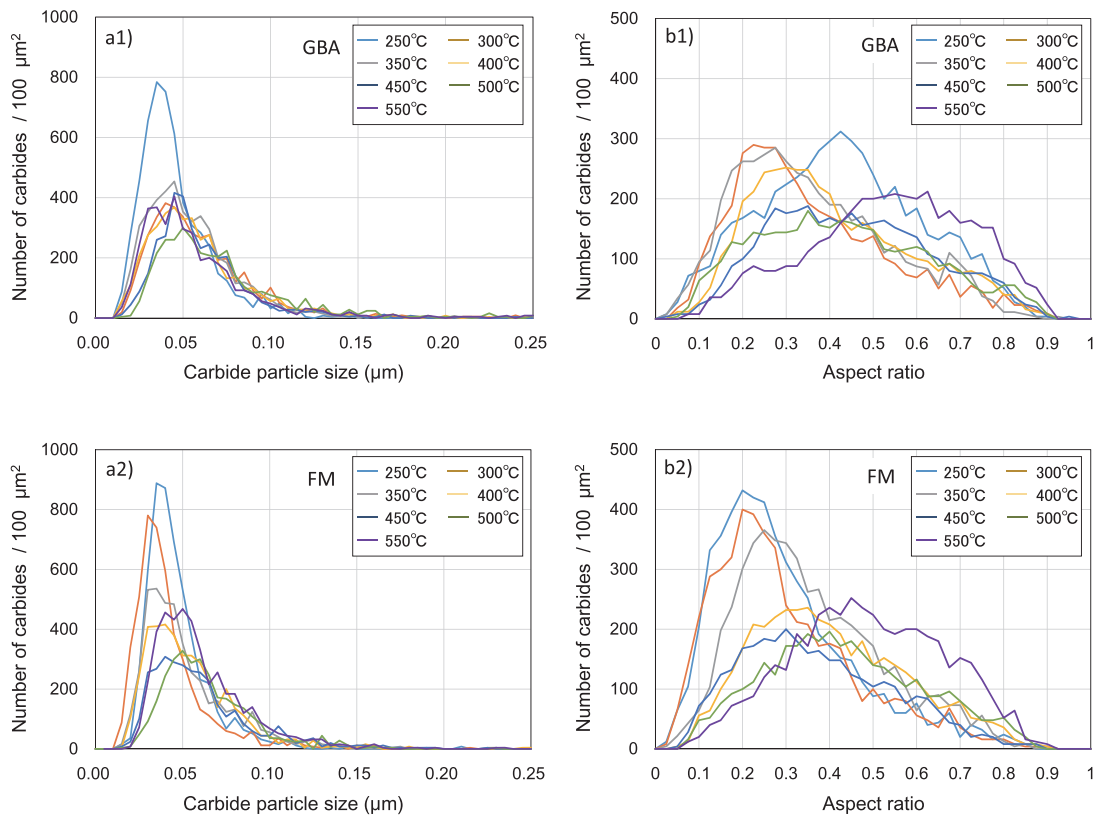 a1)
GBA
250℃ 300℃
350℃ 400℃
450℃ 500℃
550℃
Number of carbides / 100 µm²
1000
800
600
400
200
0
0.00 0.05 0.10 0.15 0.20 0.25
Carbide particle size (µm)
b1)
GBA
250℃ 300℃
350℃ 400℃
450℃ 500℃
550℃
Number of carbides / 100 µm²
500
400
300
200
100
0
0 0.1 0.2 0.3 0.4 0.5 0.6 0.7 0.8 0.9 1
Aspect ratio
a2)
FM
250℃ 300℃
350℃ 400℃
450℃ 500℃
550℃
Number of carbides / 100 µm²
1000
800
600
400
200
0
0.00 0.05 0.10 0.15 0.20 0.25
Carbide particle size (µm)
b2)
FM
250℃ 300℃
350℃ 400℃
450℃ 500℃
550℃
Number of carbides / 100 µm²
500
400
300
200
100
0
0 0.1 0.2 0.3 0.4 0.5 0.6 0.7 0.8 0.9 1
Aspect ratio